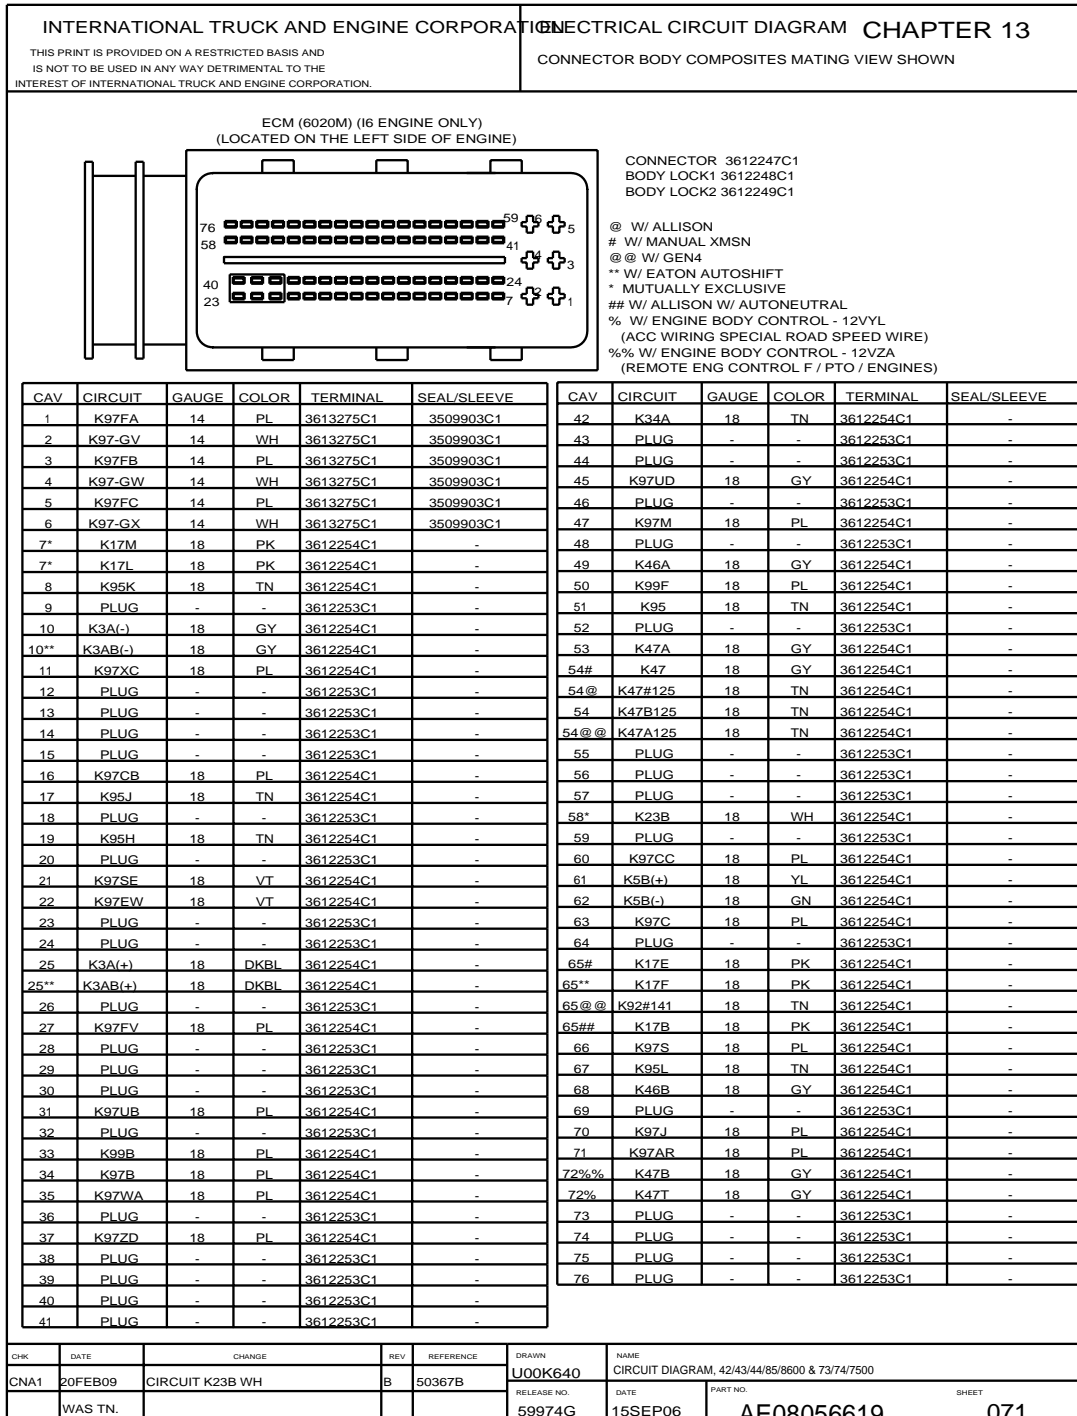 INTERNATIONAL TRUCK AND ENGINE CORPORATION
THIS PRINT IS PROVIDED ON A RESTRICTED BASIS AND
IS NOT TO BE USED IN ANY WAY DETRIMENTAL TO THE
INTEREST OF INTERNATIONAL TRUCK AND ENGINE CORPORATION.
ELECTRICAL CIRCUIT DIAGRAM CHAPTER 13
CONNECTOR BODY COMPOSITES MATING VIEW SHOWN
ECM (6020M) (I6 ENGINE ONLY)
(LOCATED ON THE LEFT SIDE OF ENGINE)
76 59 6 5
58 41
4 3
40 24
23 7 2 1
CONNECTOR 3612247C1
BODY LOCK1 3612248C1
BODY LOCK2 3612249C1
@ W/ ALLISON
# W/ MANUAL XMSN
@@ W/ GEN4
** W/ EATON AUTOSHIFT
* MUTUALLY EXCLUSIVE
## W/ ALLISON W/ AUTONEUTRAL
% W/ ENGINE BODY CONTROL - 12VYL
(ACC WIRING SPECIAL ROAD SPEED WIRE)
%% W/ ENGINE BODY CONTROL - 12VZA
(REMOTE ENG CONTROL F / PTO / ENGINES)
CAV CIRCUIT GAUGE COLOR TERMINAL SEAL/SLEEVE
1 K97FA 14 PL 3613275C1 3509903C1
2 K97-GV 14 WH 3613275C1 3509903C1
3 K97FB 14 PL 3613275C1 3509903C1
4 K97-GW 14 WH 3613275C1 3509903C1
5 K97FC 14 PL 3613275C1 3509903C1
6 K97-GX 14 WH 3613275C1 3509903C1
7* K17M 18 PK 3612254C1 -
7* K17L 18 PK 3612254C1 -
8 K95K 18 TN 3612254C1 -
9 PLUG - - 3612253C1 -
10 K3A(-) 18 GY 3612254C1 -
10** K3AB(-) 18 GY 3612254C1 -
11 K97XC 18 PL 3612254C1 -
12 PLUG - - 3612253C1 -
13 PLUG - - 3612253C1 -
14 PLUG - - 3612253C1 -
15 PLUG - - 3612253C1 -
16 K97CB 18 PL 3612254C1 -
17 K95J 18 TN 3612254C1 -
18 PLUG - - 3612253C1 -
19 K95H 18 TN 3612254C1 -
20 PLUG - - 3612253C1 -
21 K97SE 18 VT 3612254C1 -
22 K97EW 18 VT 3612254C1 -
23 PLUG - - 3612253C1 -
24 PLUG - - 3612253C1 -
25 K3A(+) 18 DKBL 3612254C1 -
25** K3AB(+) 18 DKBL 3612254C1 -
26 PLUG - - 3612253C1 -
27 K97FV 18 PL 3612254C1 -
28 PLUG - - 3612253C1 -
29 PLUG - - 3612253C1 -
30 PLUG - - 3612253C1 -
31 K97UB 18 PL 3612254C1 -
32 PLUG - - 3612253C1 -
33 K99B 18 PL 3612254C1 -
34 K97B 18 PL 3612254C1 -
35 K97WA 18 PL 3612254C1 -
36 PLUG - - 3612253C1 -
37 K97ZD 18 PL 3612254C1 -
38 PLUG - - 3612253C1 -
39 PLUG - - 3612253C1 -
40 PLUG - - 3612253C1 -
41 PLUG - - 3612253C1 -
CAV CIRCUIT GAUGE COLOR TERMINAL SEAL/SLEEVE
42 K34A 18 TN 3612254C1 -
43 PLUG - - 3612253C1 -
44 PLUG - - 3612253C1 -
45 K97UD 18 GY 3612254C1 -
46 PLUG - - 3612253C1 -
47 K97M 18 PL 3612254C1 -
48 PLUG - - 3612253C1 -
49 K46A 18 GY 3612254C1 -
50 K99F 18 PL 3612254C1 -
51 K95 18 TN 3612254C1 -
52 PLUG - - 3612253C1 -
53 K47A 18 GY 3612254C1 -
54# K47 18 GY 3612254C1 -
54@ K47#125 18 TN 3612254C1 -
54 K47B125 18 TN 3612254C1 -
54@@ K47A125 18 TN 3612254C1 -
55 PLUG - - 3612253C1 -
56 PLUG - - 3612253C1 -
57 PLUG - - 3612253C1 -
58* K23B 18 WH 3612254C1 -
59 PLUG - - 3612253C1 -
60 K97CC 18 PL 3612254C1 -
61 K5B(+) 18 YL 3612254C1 -
62 K5B(-) 18 GN 3612254C1 -
63 K97C 18 PL 3612254C1 -
64 PLUG - - 3612253C1 -
65# K17E 18 PK 3612254C1 -
65** K17F 18 PK 3612254C1 -
65@@ K92#141 18 TN 3612254C1 -
65## K17B 18 PK 3612254C1 -
66 K97S 18 PL 3612254C1 -
67 K95L 18 TN 3612254C1 -
68 K46B 18 GY 3612254C1 -
69 PLUG - - 3612253C1 -
70 K97J 18 PL 3612254C1 -
71 K97AR 18 PL 3612254C1 -
72%% K47B 18 GY 3612254C1 -
72% K47T 18 GY 3612254C1 -
73 PLUG - - 3612253C1 -
74 PLUG - - 3612253C1 -
75 PLUG - - 3612253C1 -
76 PLUG - - 3612253C1 -
CHK DATE CHANGE REV REFERENCE
CNA1 20FEB09 CIRCUIT K23B WH B 50367B
WAS TN.
DRAWN
U00K640
NAME
CIRCUIT DIAGRAM, 42/43/44/85/8600 & 73/74/7500
RELEASE NO. DATE PART NO. SHEET
59974G 15SEP06 AE08056619 071